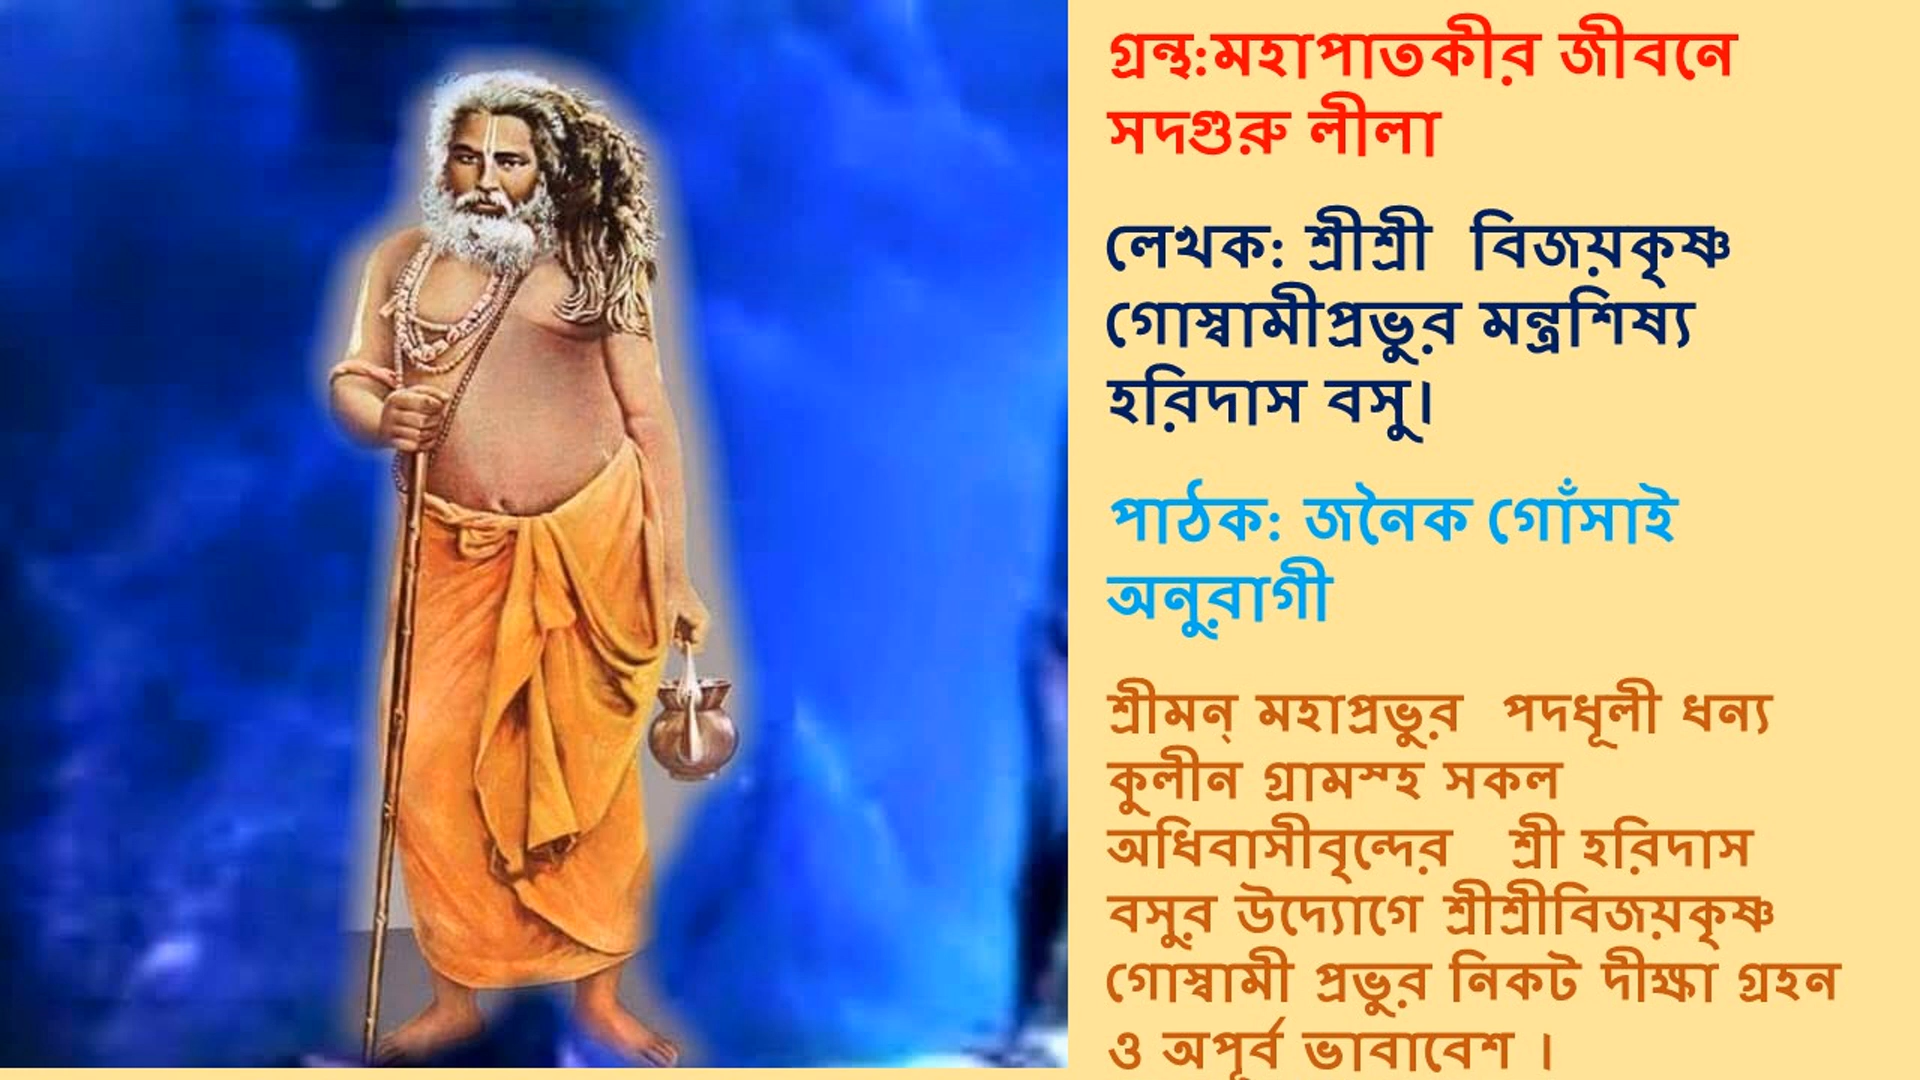 গ্রন্থ:মহাপাতকীর জীবনে
সদগুরু লীলা
লেখক: শ্রীশ্রী বিজয়কৃষ্ণ
গোস্বামীপ্রভুর মন্ত্রশিষ্য
হরিদাস বসু।
পাঠক: জনৈক গোঁসাই
অনুরাগী
শ্রীমন্ মহাপ্রভুর পদধূলী ধন্য
কুলীন গ্রামস্হ সকল
অধিবাসীবৃন্দের শ্রী হরিদাস
বসুর উদ্যোগে শ্রীশ্রীবিজয়কৃষ্ণ
গোস্বামী প্রভুর নিকট দীক্ষা গ্রহন
ও অপূর্ব ভাবাবেশ ।